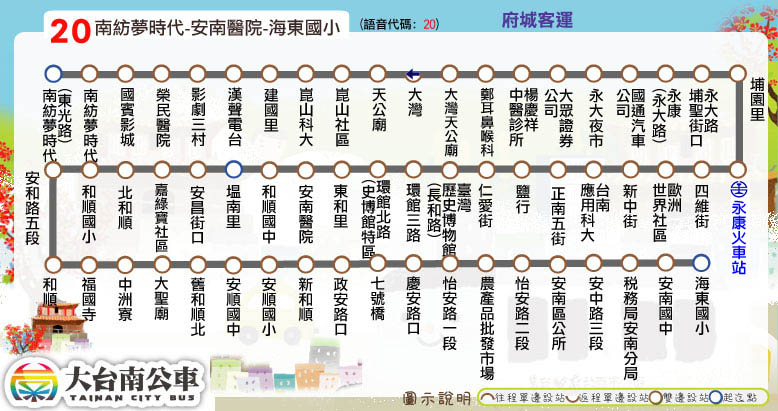 20 南紡夢時代-安南醫院-海東國小 (語音代碼: 20)
府城客運
南紡夢時代(東光路)
南紡夢時代
國賓影城
榮民醫院
影劇三村
漢聲電台
建國里
崑山科大
崑山社區
天公廟
大灣
大灣天公廟
鄭耳鼻喉科
楊慶祥中醫診所
大眾證券公司
永大夜市
國通汽車公司
永康(永大路)
永大路埔聖街口
埔園里
安和路五段
和順國小
北和順
嘉綠寶社區
安昌街口
塭南里
和順國中
安南醫院
東和里
環館北路(史博館特區)
環館三路
臺灣歷史博物館(長和路)
仁愛街
鹽行
正南五街
台南應用科大
新中街
歐洲世界社區
四維街
永康火車站
和順
福國寺
中洲寮
大聖廟
舊和順北
安順國中
安順國小
新和順
政安路口
七號橋
慶安路口
怡安路一段
農產品批發市場
怡安路二段
安南區公所
安中路三段
稅務局安南分局
安南國中
海東國小
大台南公車
TAINAN CITY BUS
圖示說明 往程單邊設站 返程單邊設站 雙邊設站 起迄點